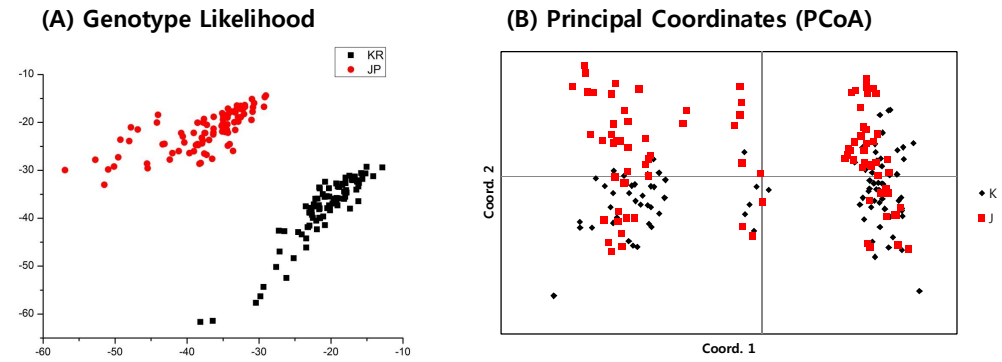 (A) Genotype Likelihood
KR
JP
-10
-20
-30
-40
-50
-60
-60
-50
-40
-30
-20
-10
(B) Principal Coordinates (PCoA)
Coord. 2
Coord. 1
K
J